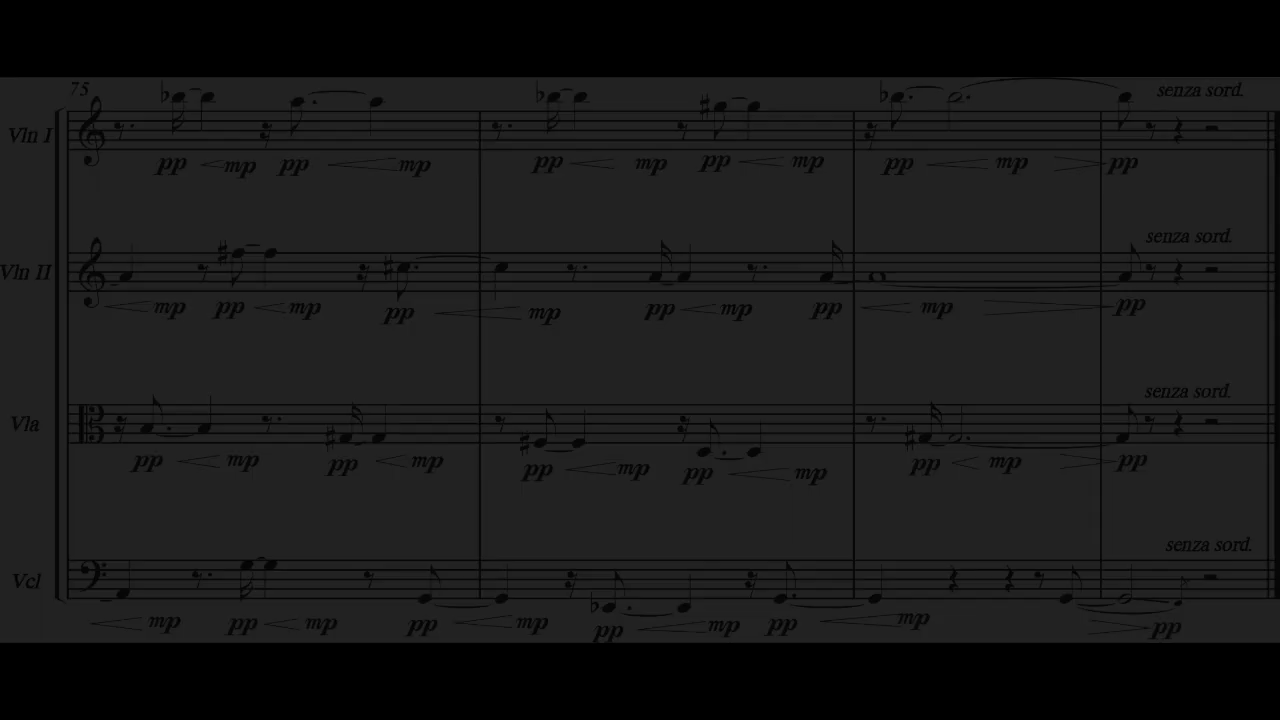 75
senza sord.
Vln I
pp mp pp mp pp mp pp mp pp mp pp
senza sord.
Vln II
mp pp mp pp mp pp mp pp mp pp
senza sord.
Vla
pp mp pp mp pp mp pp mp pp mp pp
senza sord.
Vcl
mp pp mp pp mp pp mp pp mp pp